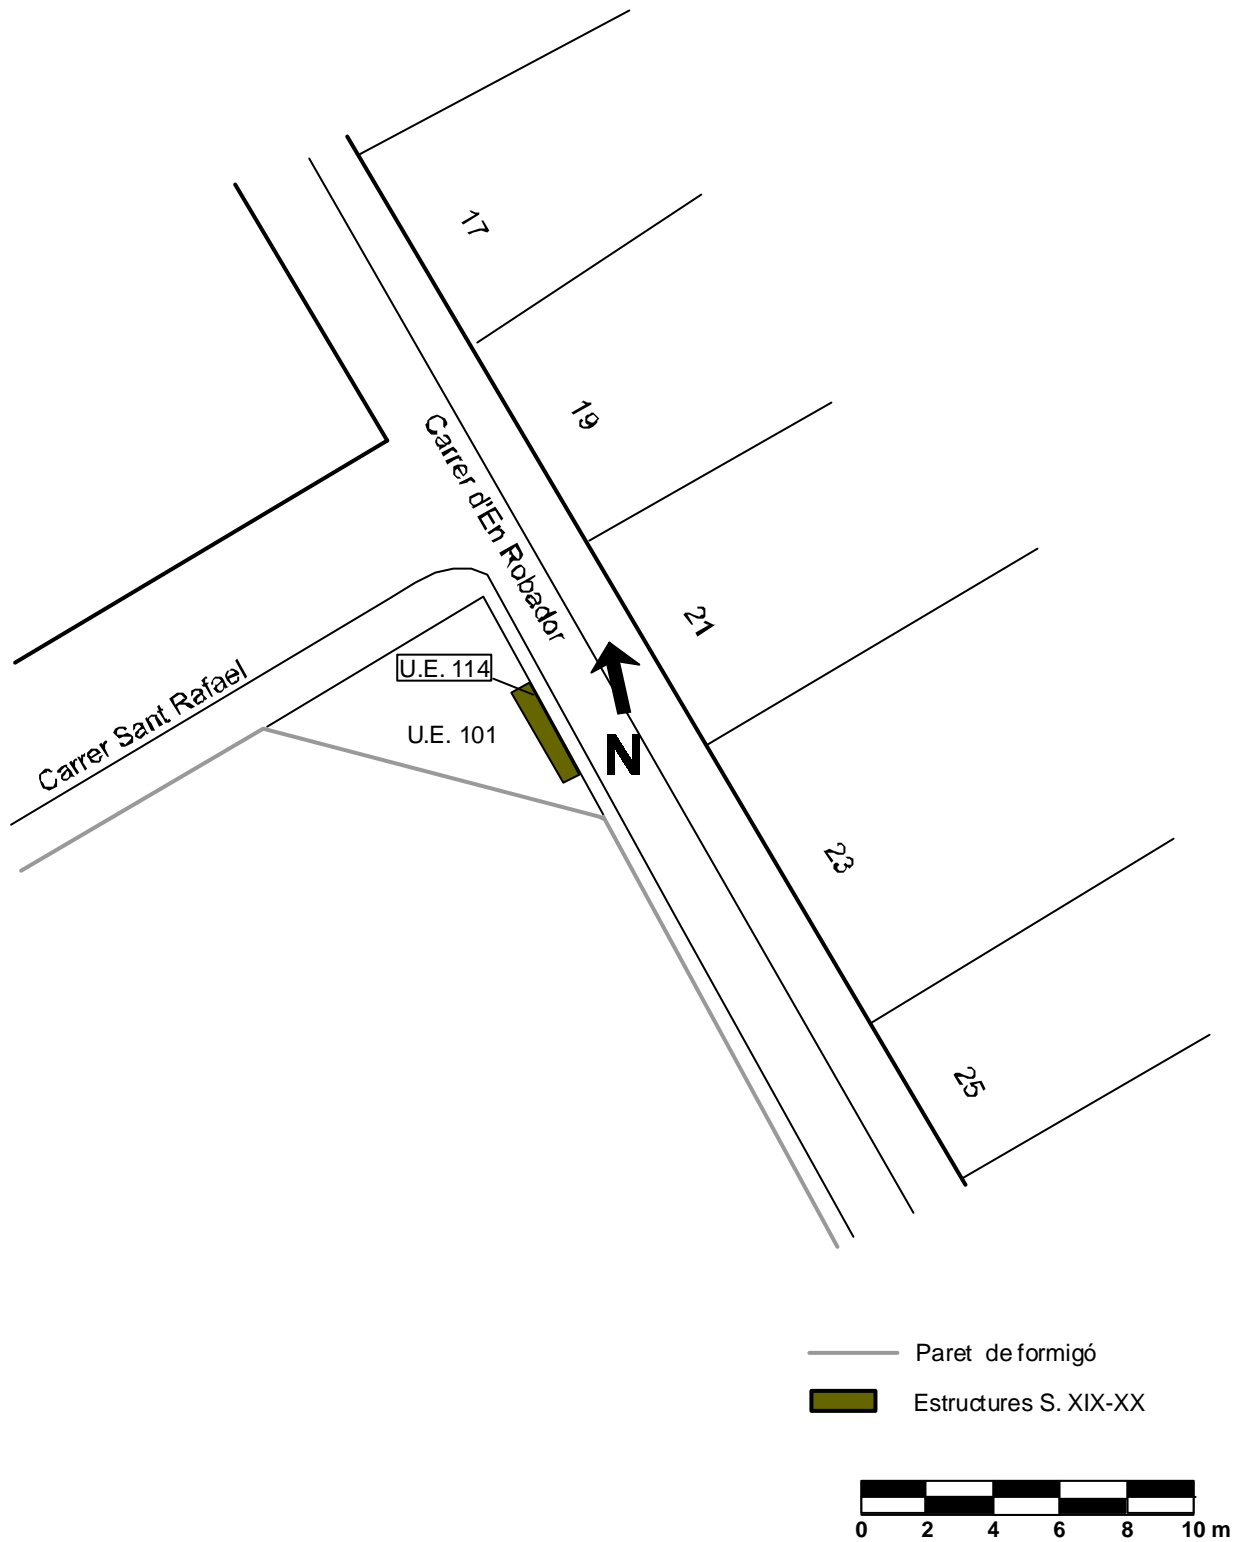 17
19
Carrer d'En Robador
21
U.E. 114
Carrer Sant Rafael
U.E. 101
N
23
25
Paret de formigó
Estructures S. XIX-XX
0 2 4 6 8 10 m